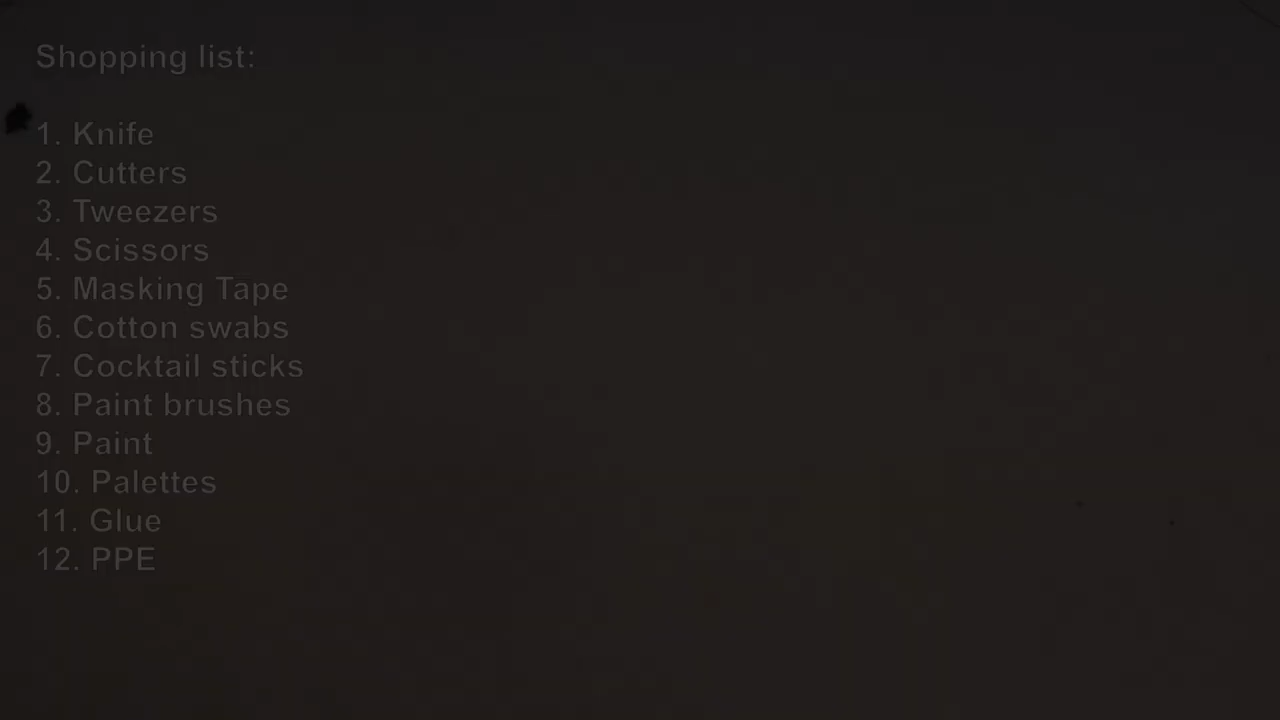 Shopping list:
1. Knife
2. Cutters
3. Tweezers
4. Scissors
5. Masking Tape
6. Cotton swabs
7. Cocktail sticks
8. Paint brushes
9. Paint
10. Palettes
11. Glue
12. PPE